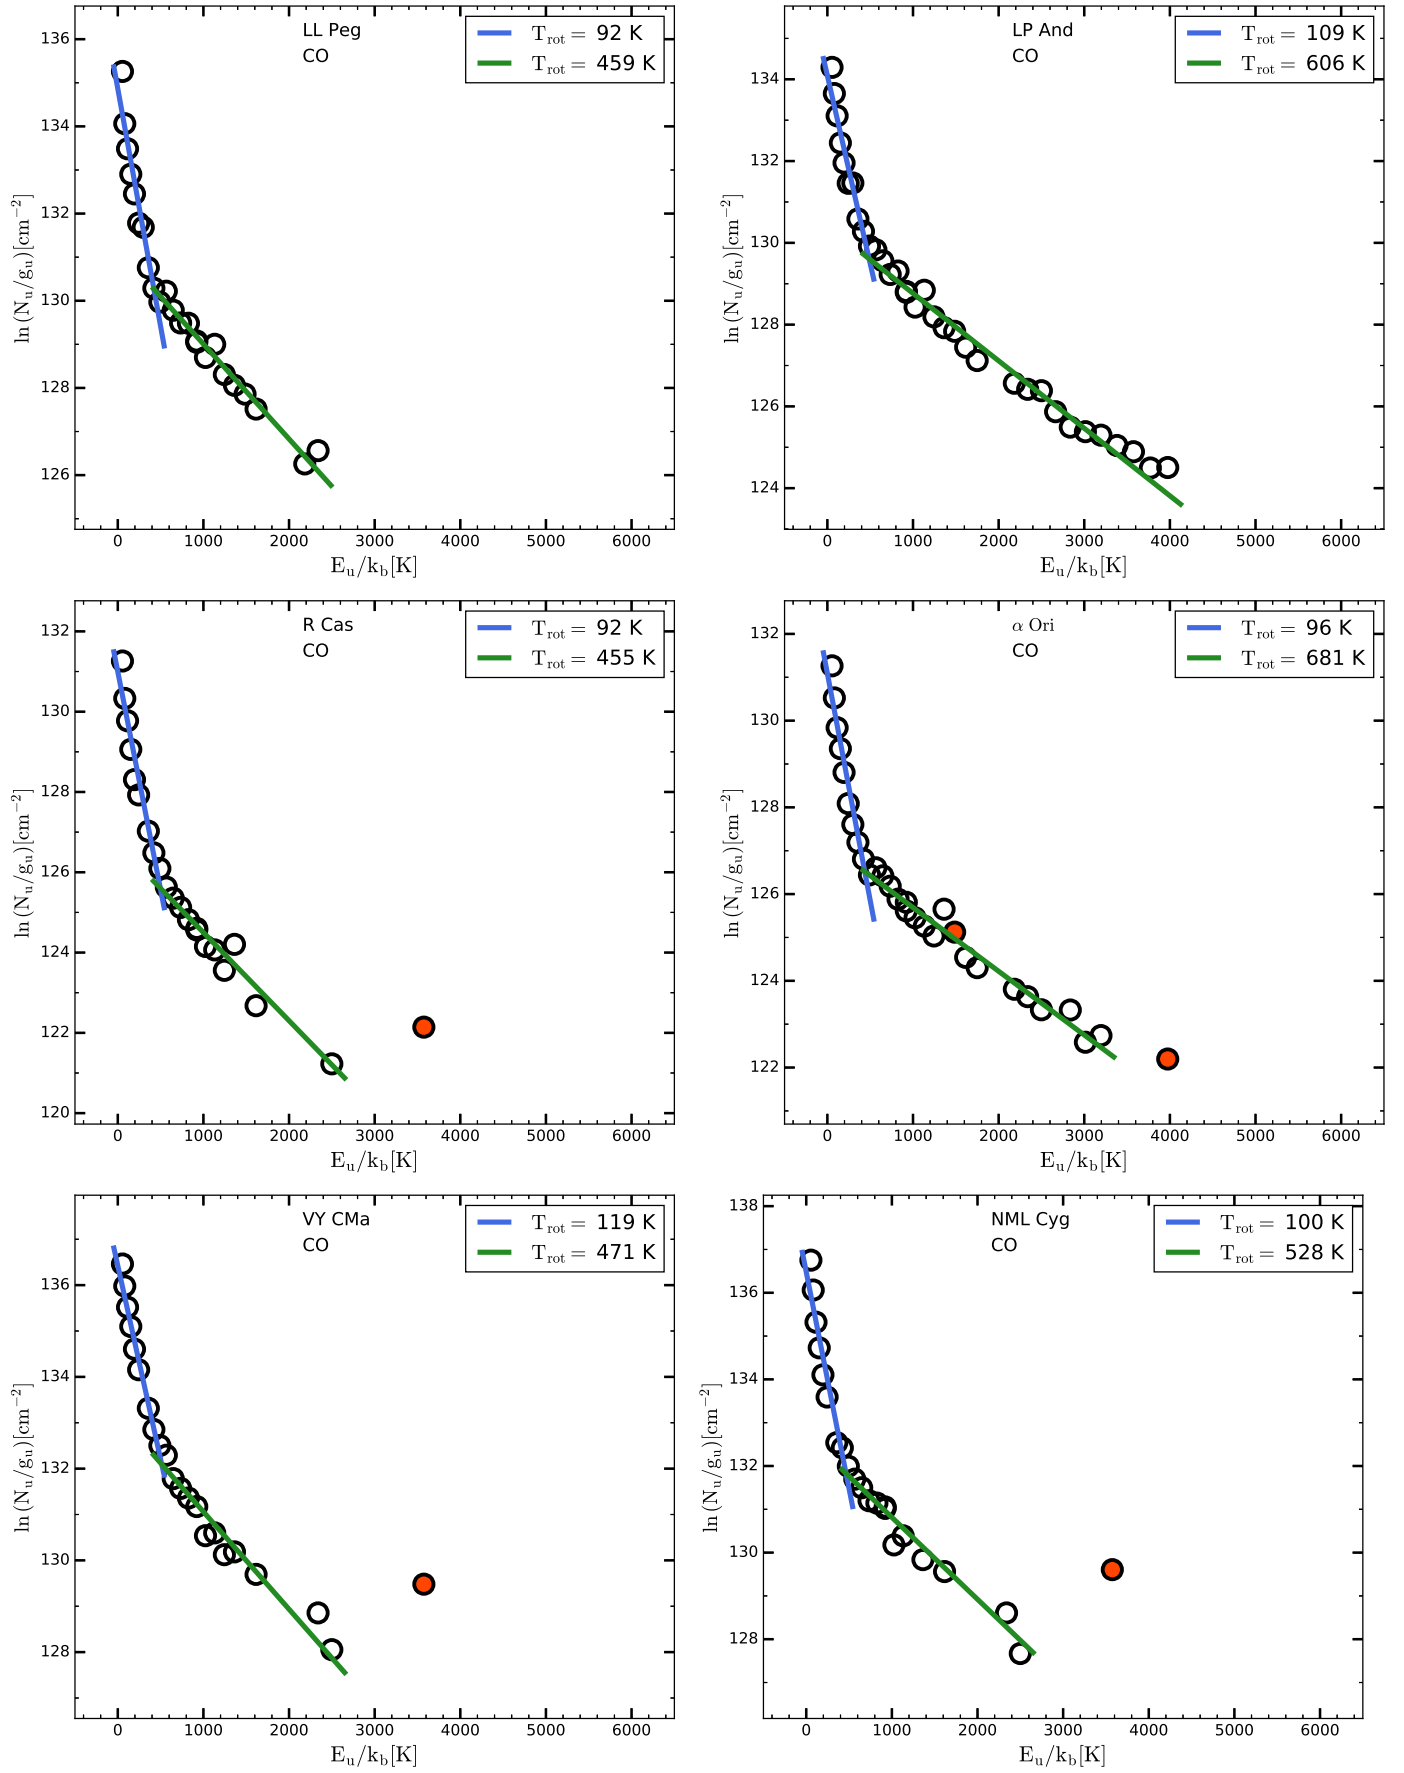 LL Peg
CO
T_rot = 92 K
T_rot = 459 K
136
134
132
130
128
126
ln (N_u/g_u)[cm^−2]
0 1000 2000 3000 4000 5000 6000
E_u/k_b[K]
LP And
CO
T_rot = 109 K
T_rot = 606 K
134
132
130
128
126
124
ln (N_u/g_u)[cm^−2]
0 1000 2000 3000 4000 5000 6000
E_u/k_b[K]
R Cas
CO
T_rot = 92 K
T_rot = 455 K
132
130
128
126
124
122
120
ln (N_u/g_u)[cm^−2]
0 1000 2000 3000 4000 5000 6000
E_u/k_b[K]
α Ori
CO
T_rot = 96 K
T_rot = 681 K
132
130
128
126
124
122
ln (N_u/g_u)[cm^−2]
0 1000 2000 3000 4000 5000 6000
E_u/k_b[K]
VY CMa
CO
T_rot = 119 K
T_rot = 471 K
136
134
132
130
128
ln (N_u/g_u)[cm^−2]
0 1000 2000 3000 4000 5000 6000
E_u/k_b[K]
NML Cyg
CO
T_rot = 100 K
T_rot = 528 K
138
136
134
132
130
128
ln (N_u/g_u)[cm^−2]
0 1000 2000 3000 4000 5000 6000
E_u/k_b[K]